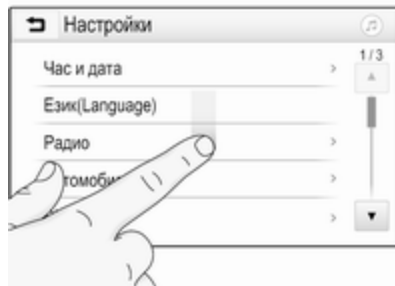 Настройки
1/3
Час и дата
Език(Language)
Радио